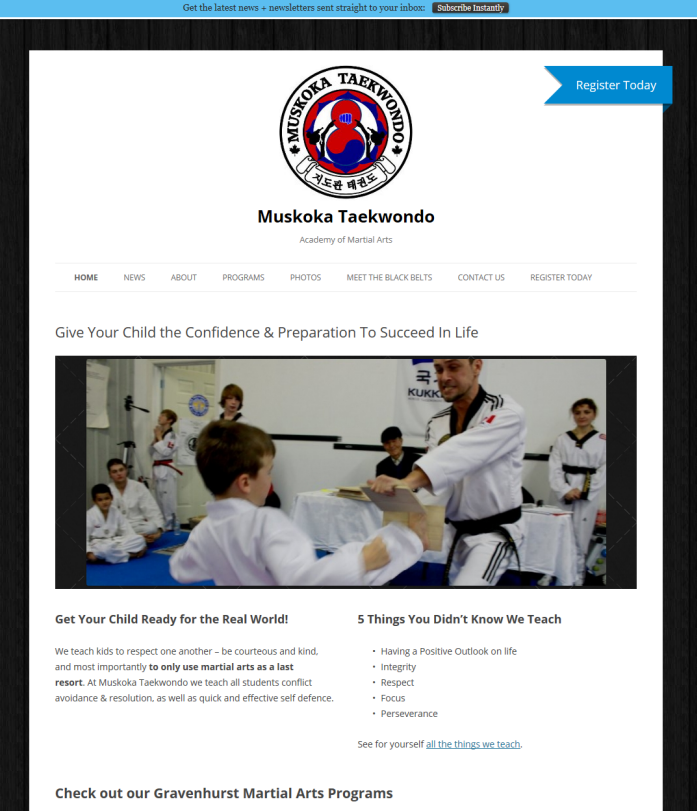 Get the latest news + newsletters sent straight to your inbox: Subscribe Instantly
Register Today
MUSKOKA TAEKWONDO
지도관 태권도
Muskoka Taekwondo
Academy of Martial Arts
HOME NEWS ABOUT PROGRAMS PHOTOS MEET THE BLACK BELTS CONTACT US REGISTER TODAY
Give Your Child the Confidence & Preparation To Succeed In Life
국
KUKK
Get Your Child Ready for the Real World!
We teach kids to respect one another – be courteous and kind,
and most importantly to only use martial arts as a last
resort. At Muskoka Taekwondo we teach all students conflict
avoidance & resolution, as well as quick and effective self defence.
5 Things You Didn't Know We Teach
• Having a Positive Outlook on life
• Integrity
• Respect
• Focus
• Perseverance
See for yourself all the things we teach.
Check out our Gravenhurst Martial Arts Programs